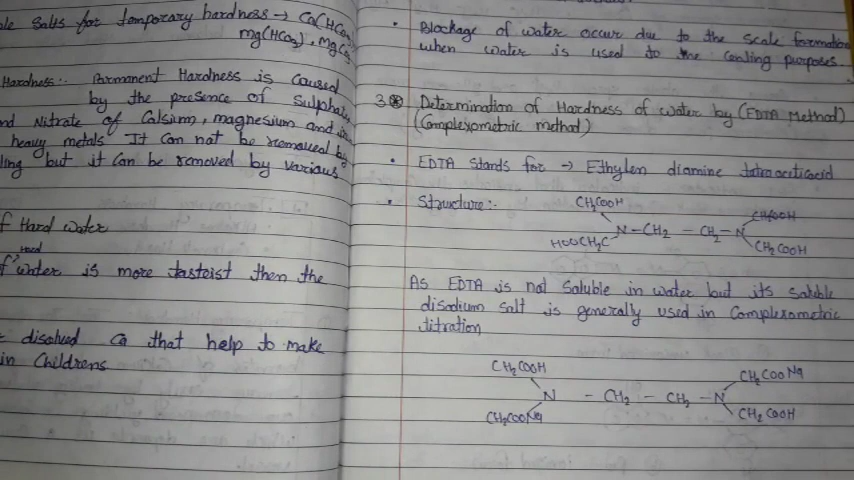 le Salts for temporary hardness → Ca(HCO3)
Mg(HCO3), MgCO3
Hardness:- Parmanent Hardness is caused
by the presence of Sulphate,
nd Nitrate of Calsium, magnesium and
heavy metals It Can not be removed by
ling but it Can be removed by various
f Hard water
Hard
f water is more tasteist then the
disolved Ca that help to make
in Childrens
• Blockage of water occur due to the Scale formation
when water is used to the Cooling purposes.
3 Determination of Hardness of water by (EDTA Method)
(Complexometric method)
• EDTA Stands for → Ethylen diamine tetraaceticacid
• Structure:-
CH2COOH CH2COOH
N-CH2 - CH2-N
HOOCH2C CH2COOH
As EDTA is not Soluble in water but its Soluble
disodium Salt is generally used in Complexometric
titration
CH2COOH CH2COONa
N - CH2 - CH2 - N
CH2COONa CH2COOH